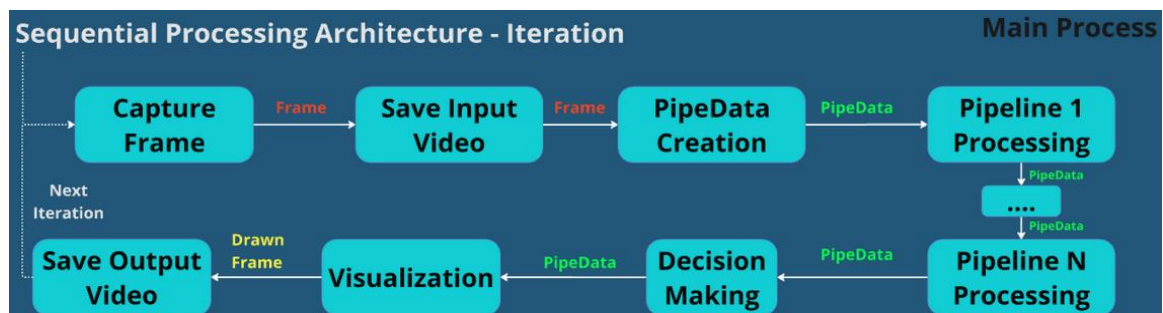 Sequential Processing Architecture - Iteration
Main Process
Capture
Frame
Frame
Save Input
Video
Frame
PipeData
Creation
PipeData
Pipeline 1
Processing
PipeData
....
PipeData
Pipeline N
Processing
PipeData
Decision
Making
PipeData
Visualization
Drawn
Frame
Save Output
Video
Next
Iteration